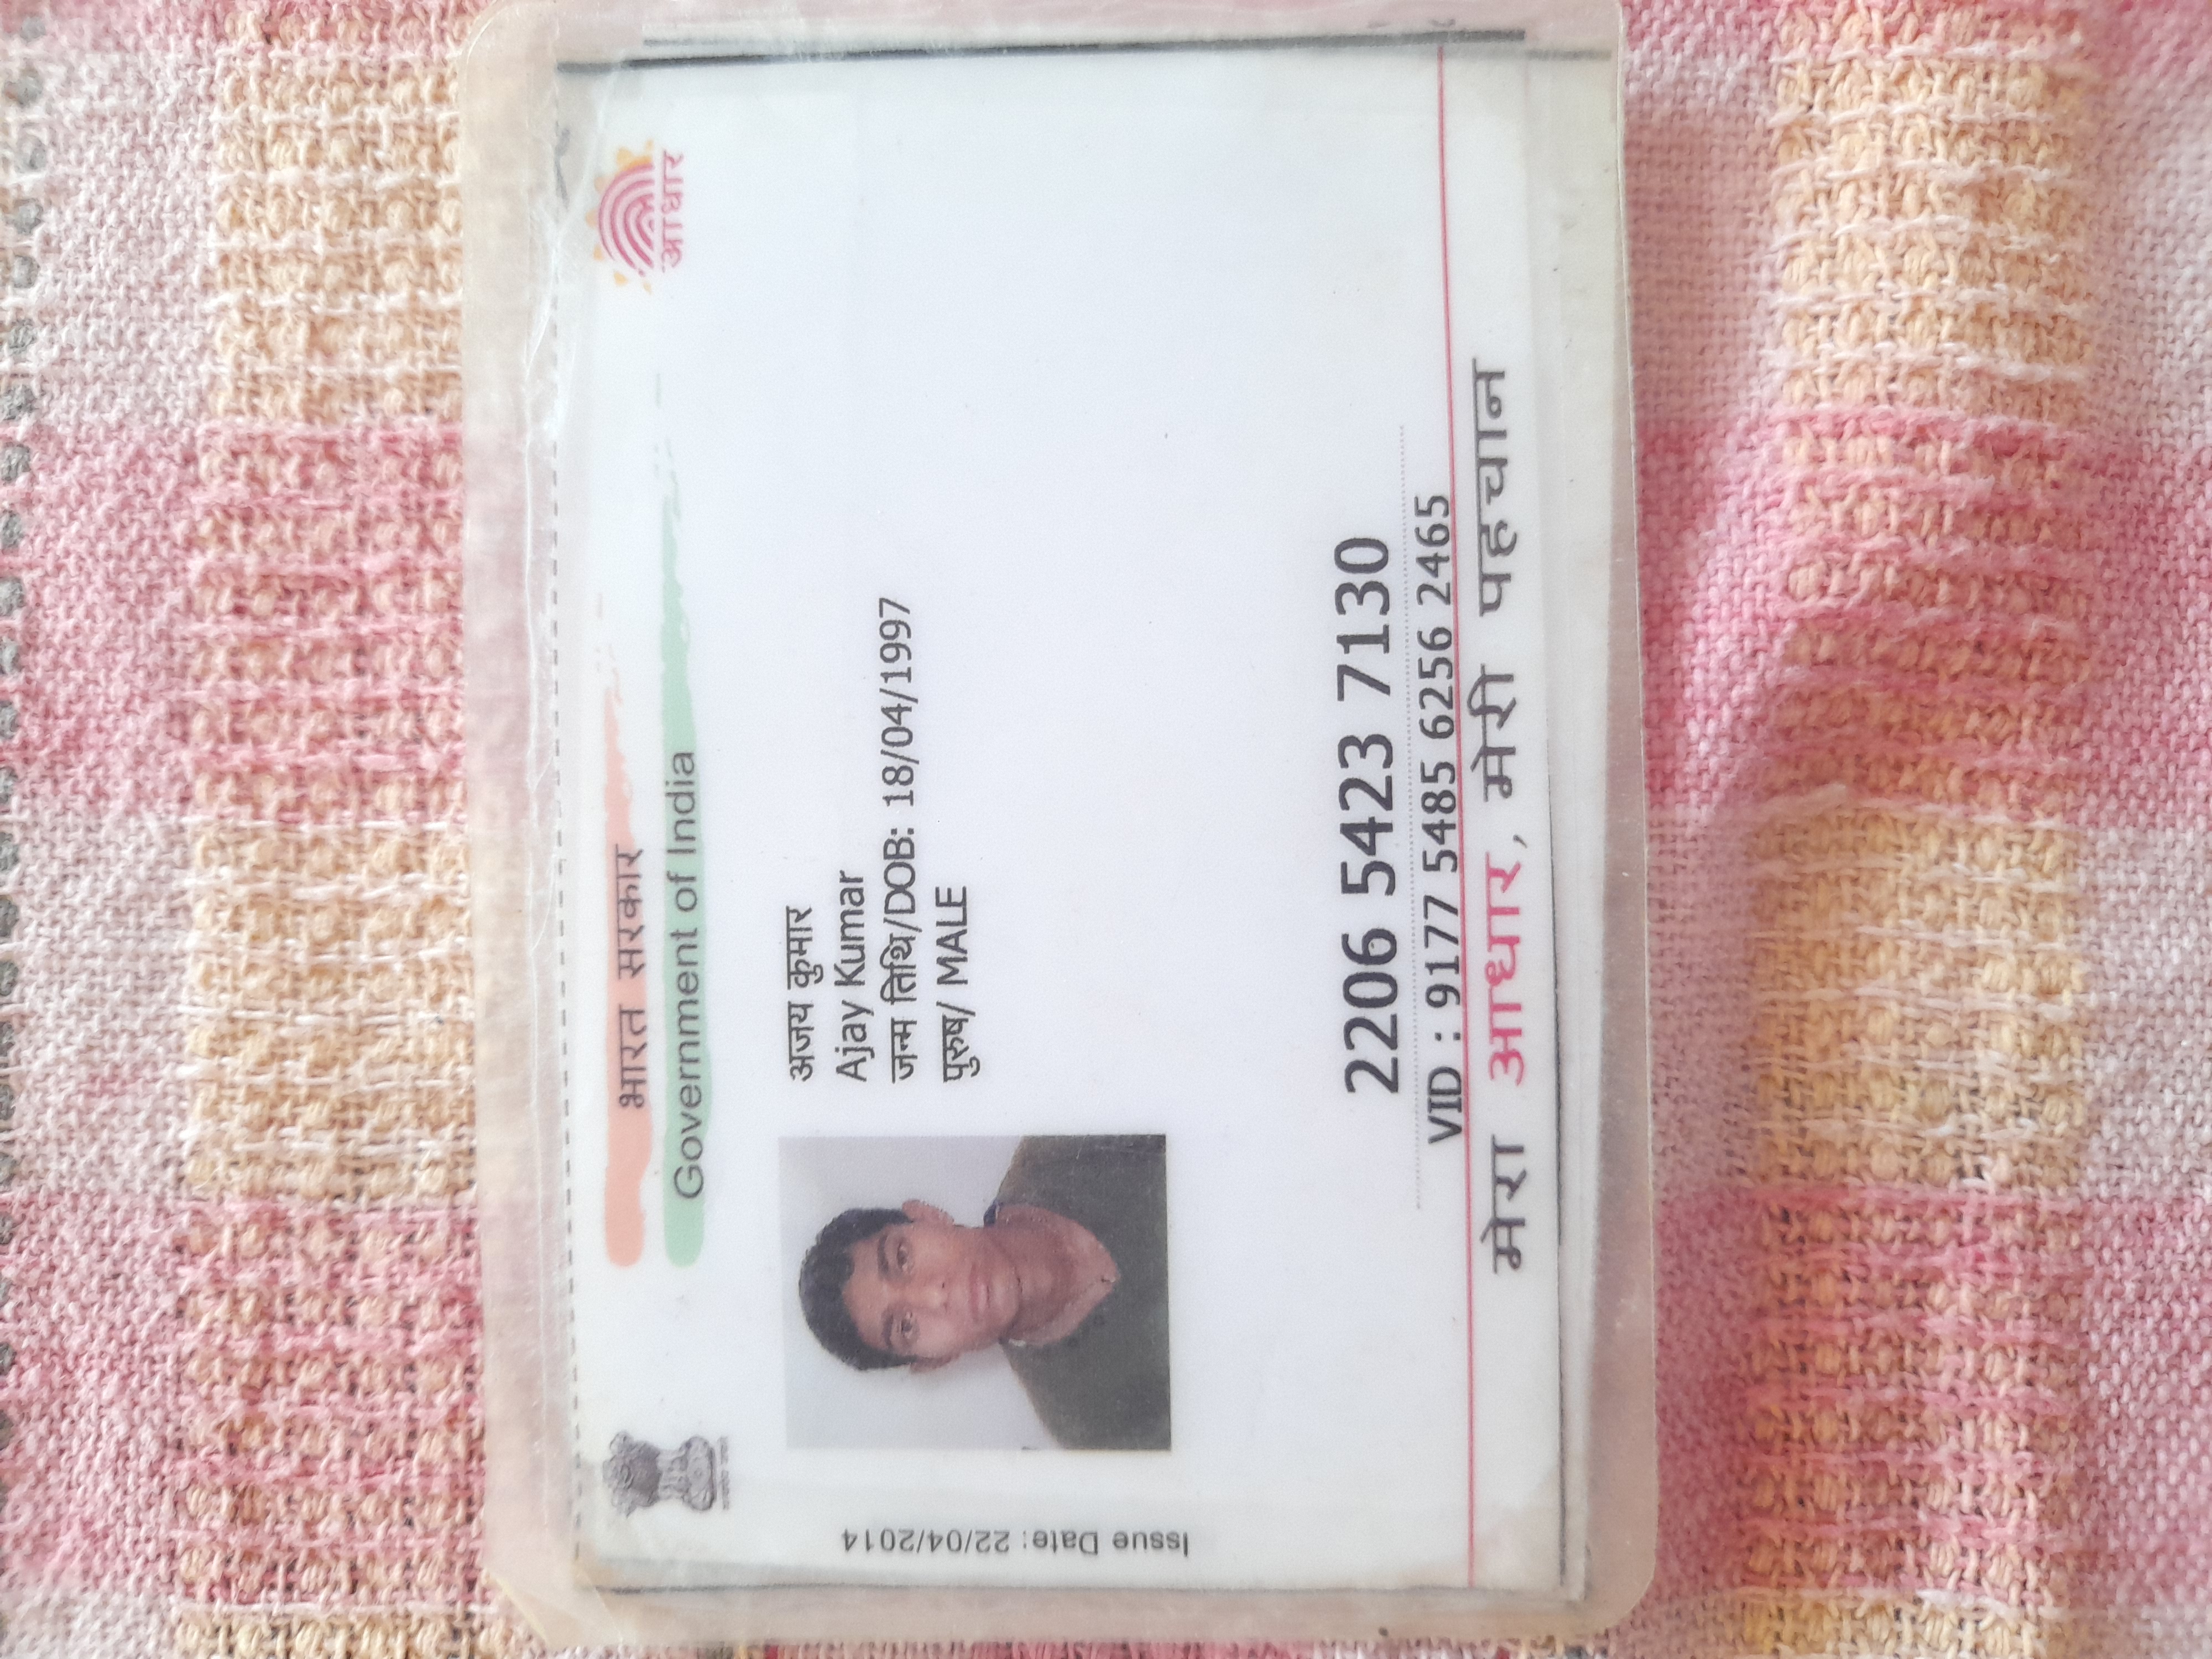 भारत सरकार
Government of India
आधार
अजय कुमार
Ajay Kumar
जन्म तिथि/DOB: 18/04/1997
पुरुष/ MALE
Issue Date: 22/04/2014
2206 5423 7130
VID : 9177 5485 6256 2465
मेरा आधार, मेरी पहचान